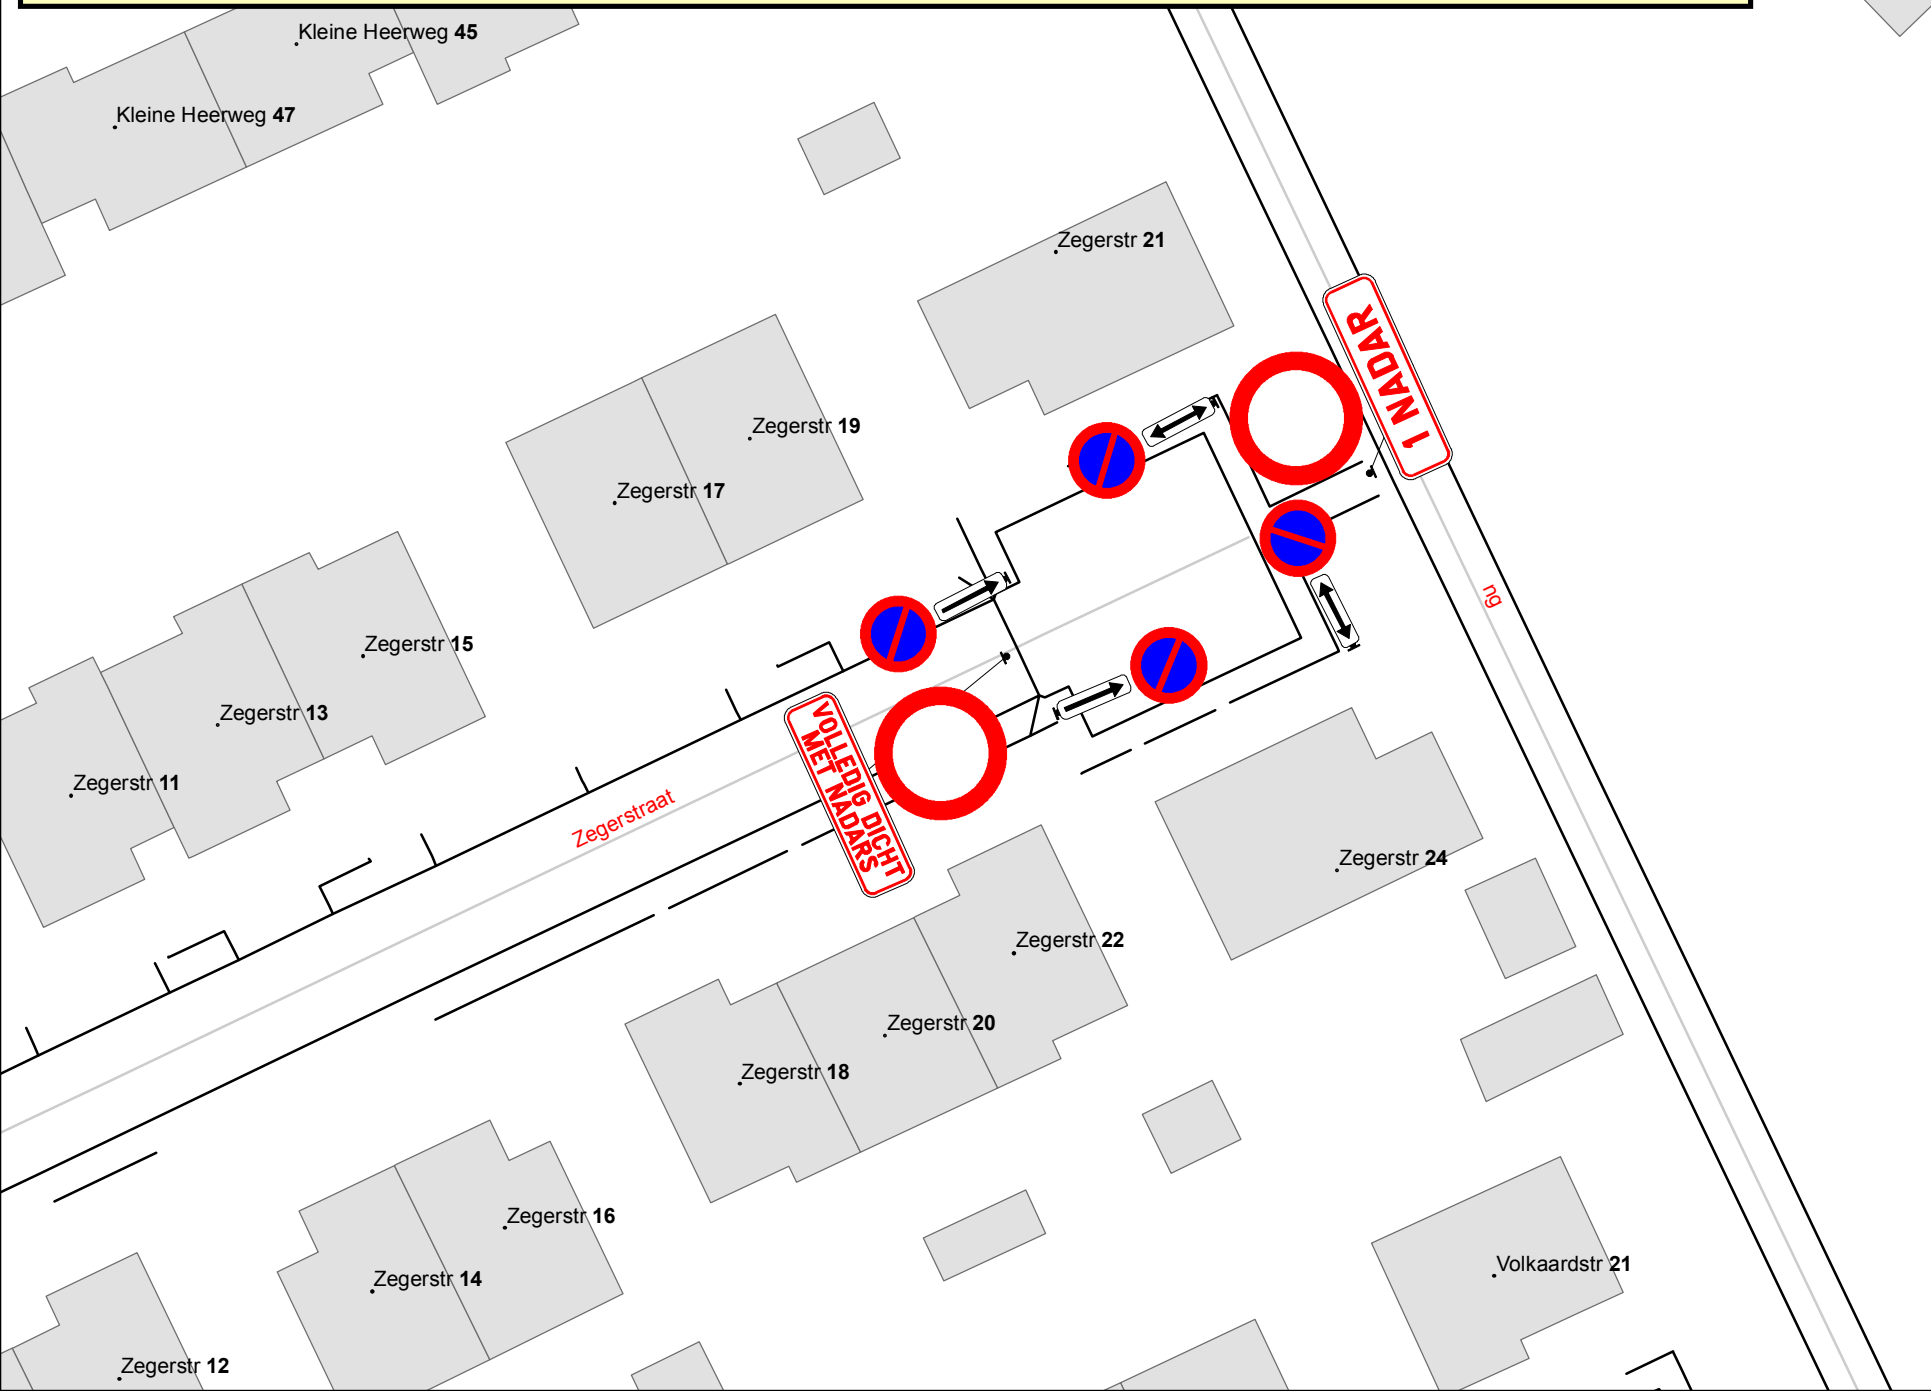 Kleine Heerweg 45
Kleine Heerweg 47
Zegerstr 21
1 NADAR
Zegerstr 19
Zegerstr 17
ng
Zegerstr 15
Zegerstr 13
Zegerstr 11
VOLLEDIG DICHT
MET NADARS
Zegerstraat
Zegerstr 24
Zegerstr 22
Zegerstr 20
Zegerstr 18
Zegerstr 16
Zegerstr 14
Volkaardstr 21
Zegerstr 12